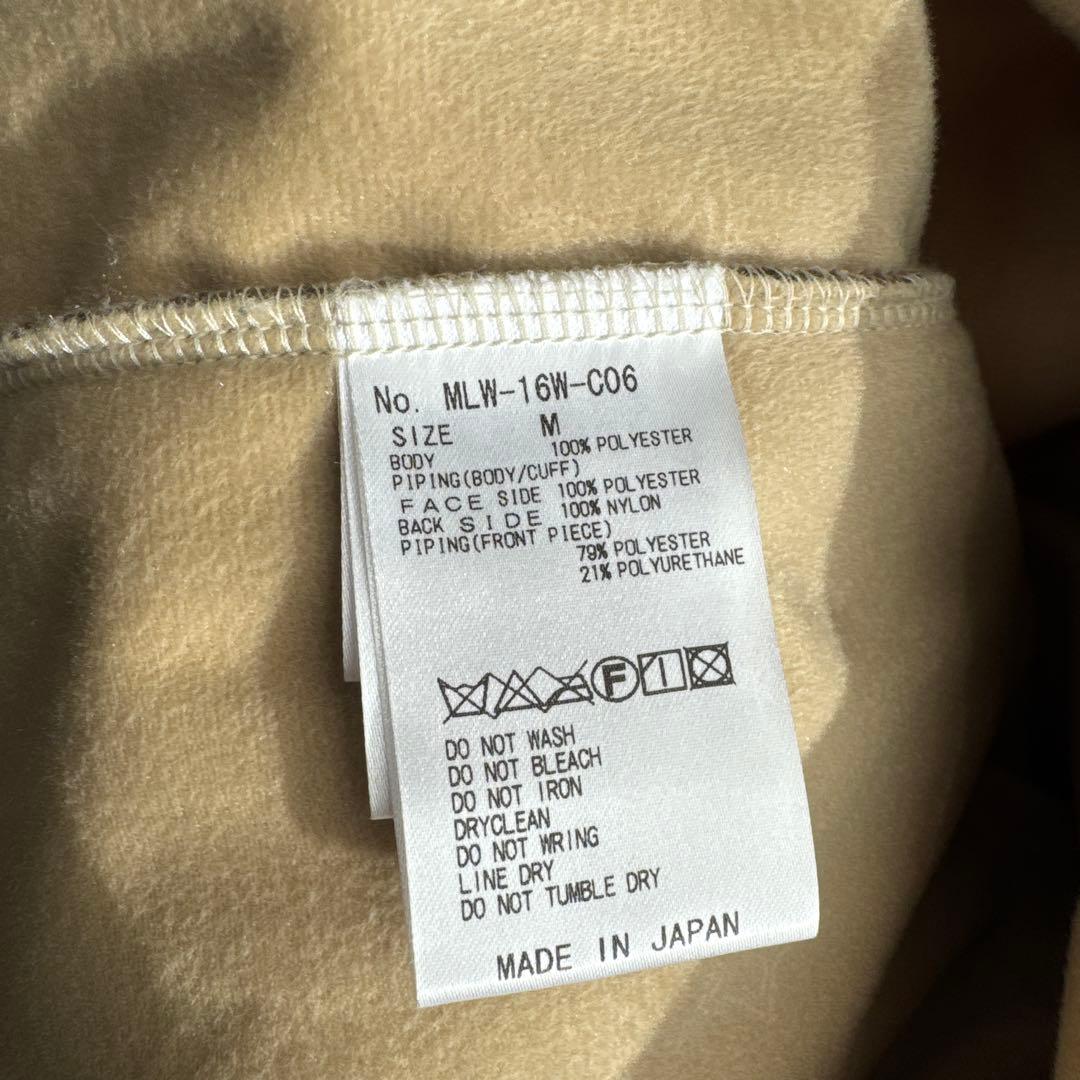 No. MLW-16W-C06
SIZE M
BODY 100% POLYESTER
PIPING(BODY/CUFF)
FACE SIDE 100% POLYESTER
BACK SIDE 100% NYLON
PIPING(FRONT PIECE)
79% POLYESTER
21% POLYURETHANE
F
DO NOT WASH
DO NOT BLEACH
DO NOT IRON
DRYCLEAN
DO NOT WRING
LINE DRY
DO NOT TUMBLE DRY
MADE IN JAPAN